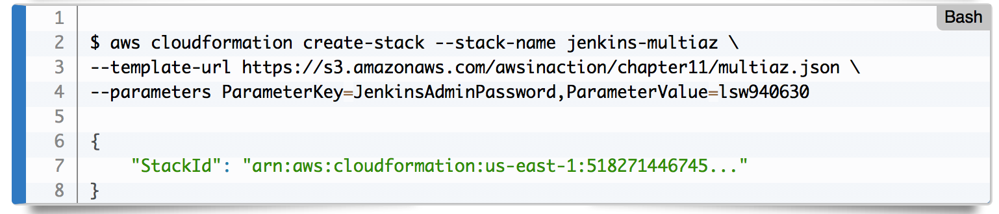 Bash
1
2 $ aws cloudformation create-stack --stack-name jenkins-multiaz \
3 --template-url https://s3.amazonaws.com/awsinaction/chapter11/multiaz.json \
4 --parameters ParameterKey=JenkinsAdminPassword,ParameterValue=lsw940630
5
6 {
7     "StackId": "arn:aws:cloudformation:us-east-1:518271446745..."
8 }